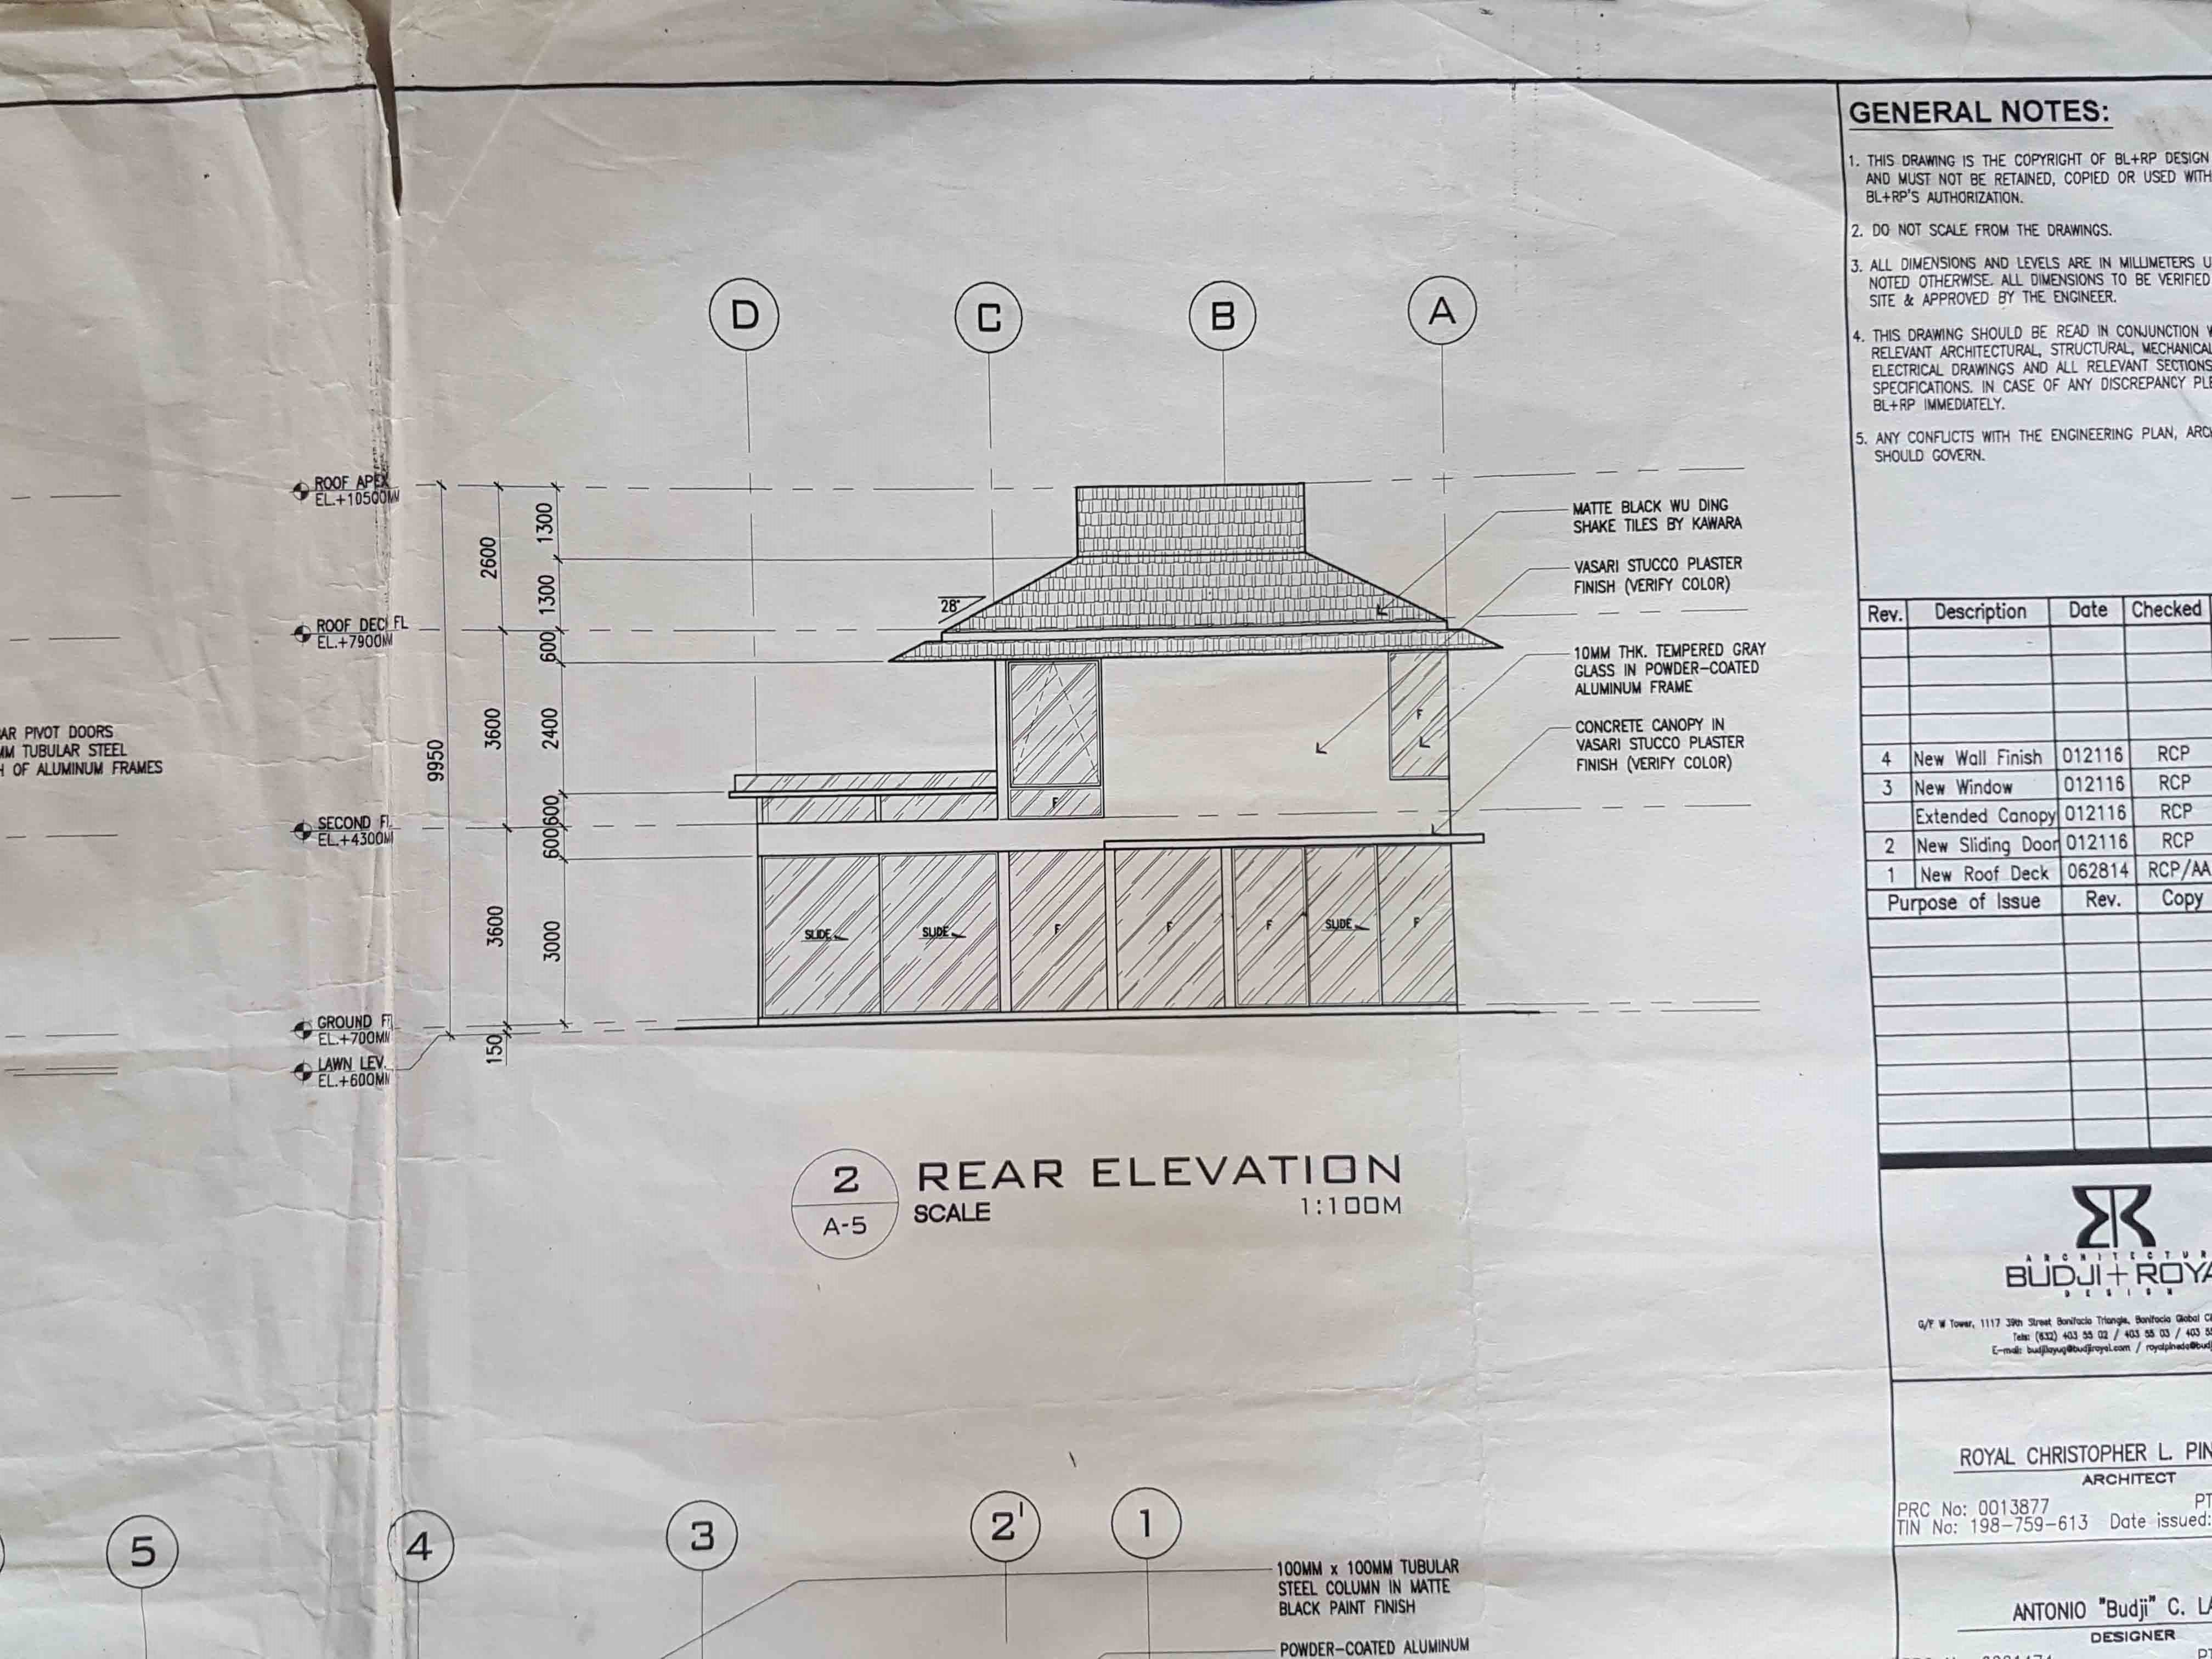 GENERAL NOTES:
1. THIS DRAWING IS THE COPYRIGHT OF BL+RP DESIGN
AND MUST NOT BE RETAINED, COPIED OR USED WITH
BL+RP'S AUTHORIZATION.
2. DO NOT SCALE FROM THE DRAWINGS.
3. ALL DIMENSIONS AND LEVELS ARE IN MILLIMETERS U
NOTED OTHERWISE. ALL DIMENSIONS TO BE VERIFIED
SITE & APPROVED BY THE ENGINEER.
4. THIS DRAWING SHOULD BE READ IN CONJUNCTION
RELEVANT ARCHITECTURAL, STRUCTURAL, MECHANICAL
ELECTRICAL DRAWINGS AND ALL RELEVANT SECTIONS
SPECIFICATIONS. IN CASE OF ANY DISCREPANCY PLE
BL+RP IMMEDIATELY.
5. ANY CONFLICTS WITH THE ENGINEERING PLAN, ARC
SHOULD GOVERN.
D
C
B
A
ROOF APEX
EL.+10500MM
ROOF DECK FL
EL.+7900MM
SECOND FL
EL.+4300M
GROUND
EL.+700MM
LAWN LEV.
EL.+600MM
9950
2600
3600
3600
150
1300
1300
600
2400
600
600
3000
28°
F
F
F
F
F
F
SLIDE
SLIDE
SLIDE
MATTE BLACK WU DING
SHAKE TILES BY KAWARA
VASARI STUCCO PLASTER
FINISH (VERIFY COLOR)
10MM THK. TEMPERED GRAY
GLASS IN POWDER-COATED
ALUMINUM FRAME
CONCRETE CANOPY IN
VASARI STUCCO PLASTER
FINISH (VERIFY COLOR)
AR PIVOT DOORS
MM TUBULAR STEEL
H OF ALUMINUM FRAMES
Rev. Description Date Checked
4 New Wall Finish 012116 RCP
3 New Window 012116 RCP
Extended Canopy 012116 RCP
2 New Sliding Door 012116 RCP
1 New Roof Deck 062814 RCP/AA
Purpose of Issue Rev. Copy
2
A-5
REAR ELEVATION
SCALE 1:100M
ARCHITECTUR
BUDJI+ROYA
DESIGN
G/F W Tower, 1117 39th Street Bonifacio Triangle, Bonifacio Global
Tels: (632) 403 55 02 / 403 55 03 / 403
E-mail: budjilayug@budjiroyal.com / royalpineda@bud
ROYAL CHRISTOPHER L. PIN
ARCHITECT
PRC No: 0013877 PT
TIN No: 198-759-613 Date issued:
ANTONIO "Budji" C. LA
DESIGNER
5
4
3
2'
1
100MM x 100MM TUBULAR
STEEL COLUMN IN MATTE
BLACK PAINT FINISH
POWDER-COATED ALUMINUM